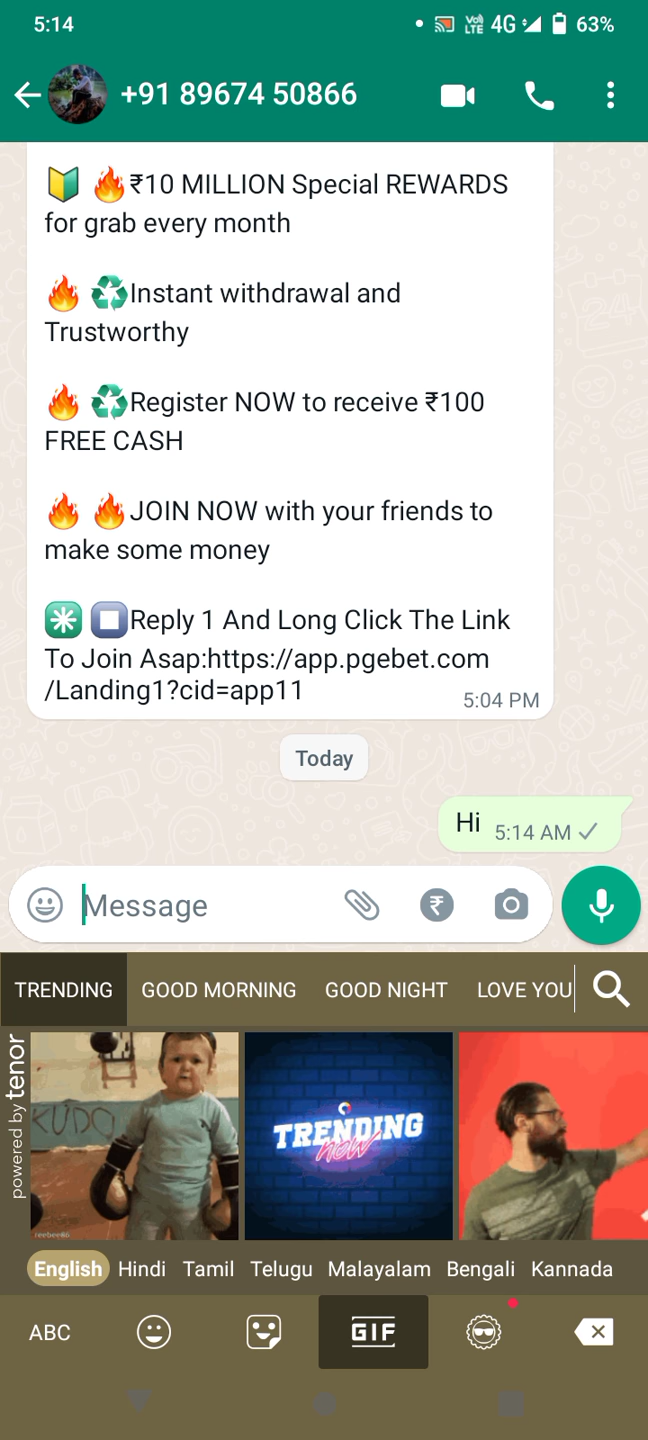 5:14
VoI) LTE 4G 63%
+91 89674 50866
🔰 🔥₹10 MILLION Special REWARDS
for grab every month
🔥 ♻️Instant withdrawal and
Trustworthy
🔥 ♻️Register NOW to receive ₹100
FREE CASH
🔥 🔥JOIN NOW with your friends to
make some money
✳️ ⏹️Reply 1 And Long Click The Link
To Join Asap:https://app.pgebet.com
/Landing1?cid=app11
5:04 PM
Today
Hi 5:14 AM
Message
TRENDING GOOD MORNING GOOD NIGHT LOVE YOU
powered by tenor
KUDO
TRENDING
now
English Hindi Tamil Telugu Malayalam Bengali Kannada
ABC GIF